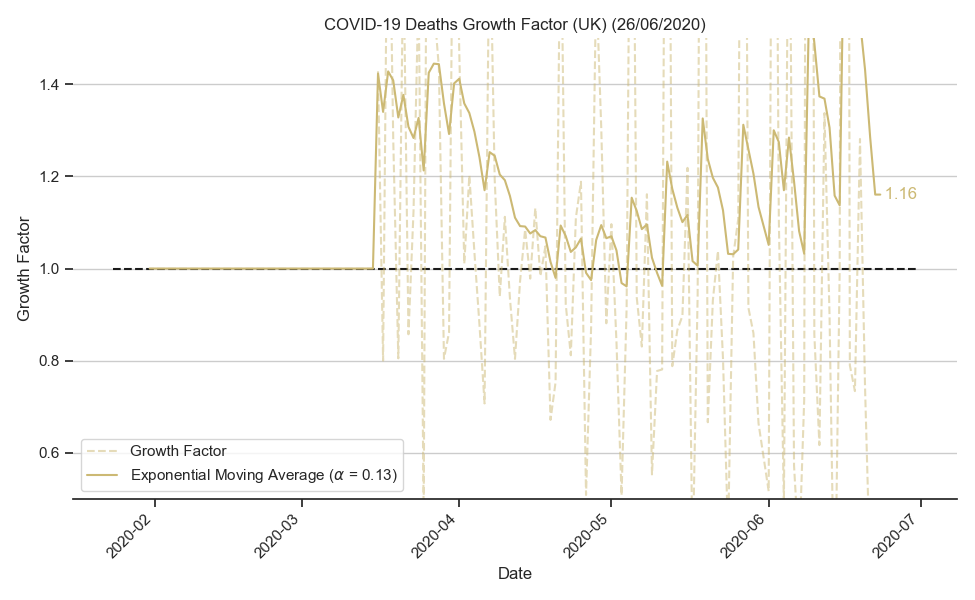 COVID-19 Deaths Growth Factor (UK) (26/06/2020)
Growth Factor
1.4
1.2
1.0
0.8
0.6
1.16
Growth Factor
Exponential Moving Average (α = 0.13)
2020-02
2020-03
2020-04
2020-05
2020-06
2020-07
Date